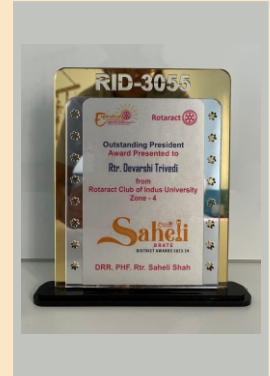 RID-3055
Rotaract
Outstanding President
Award Presented to
Rtr. Devarshi Trivedi
from
Rotaract Club of Indus University
Zone - 4
Saheli
BRATE
DISTRICT AWARDS 2023-24
DRR, PHF. Rtr. Saheli Shah